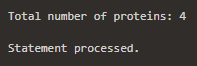 Total number of proteins: 4
Statement processed.